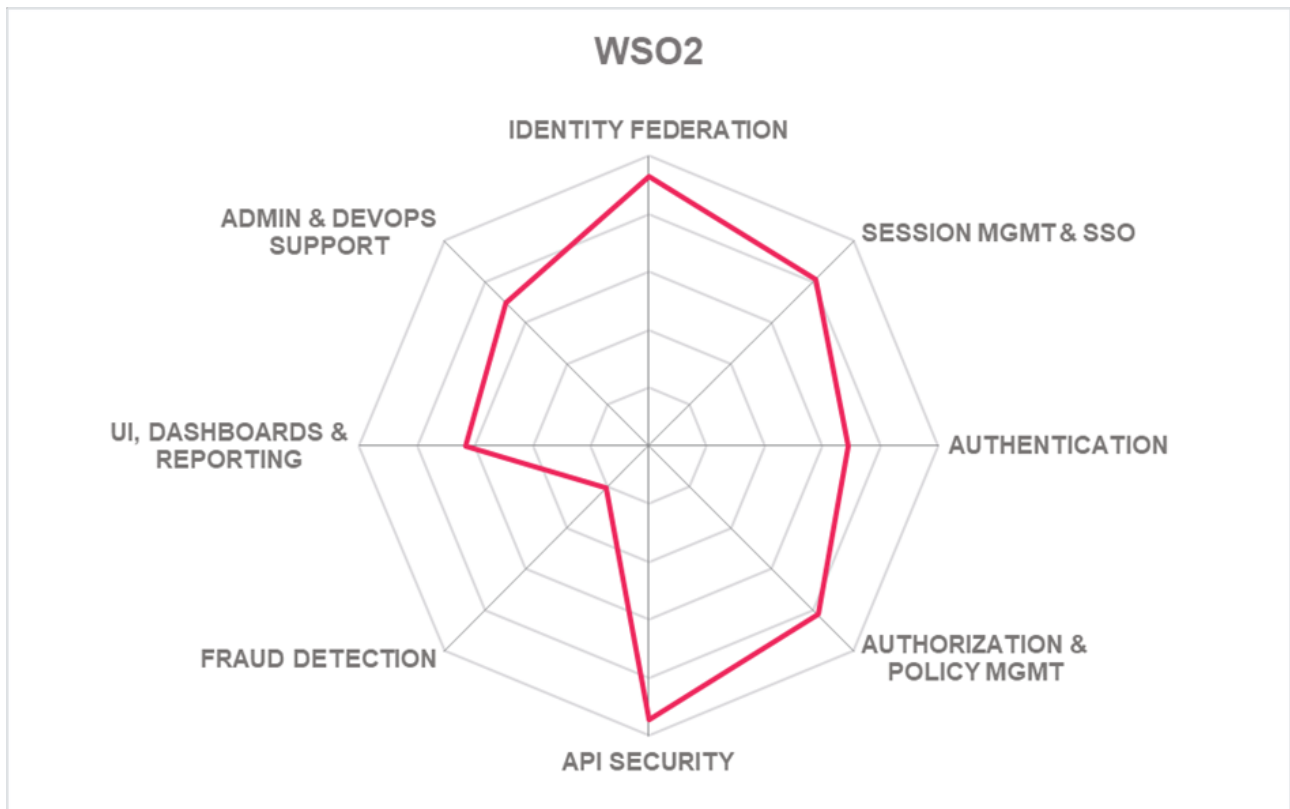 WSO2
IDENTITY FEDERATION
ADMIN & DEVOPS
SUPPORT
SESSION MGMT & SSO
UI, DASHBOARDS &
REPORTING
AUTHENTICATION
FRAUD DETECTION
AUTHORIZATION &
POLICY MGMT
API SECURITY